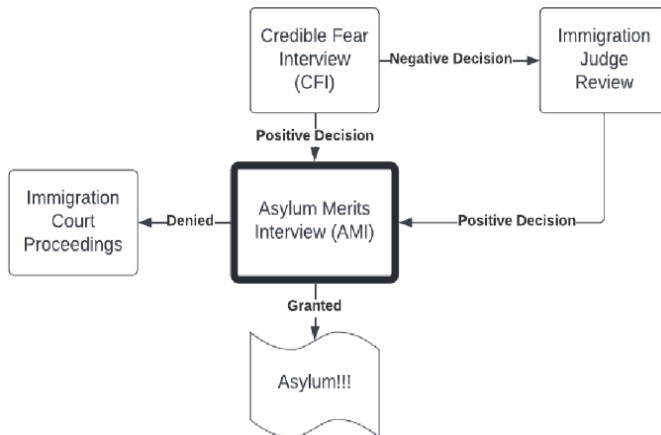 Credible Fear
Interview
(CFI)
Negative Decision
Immigration
Judge
Review
Positive Decision
Immigration
Court
Proceedings
Denied
Asylum Merits
Interview (AMI)
Positive Decision
Granted
Asylum!!!